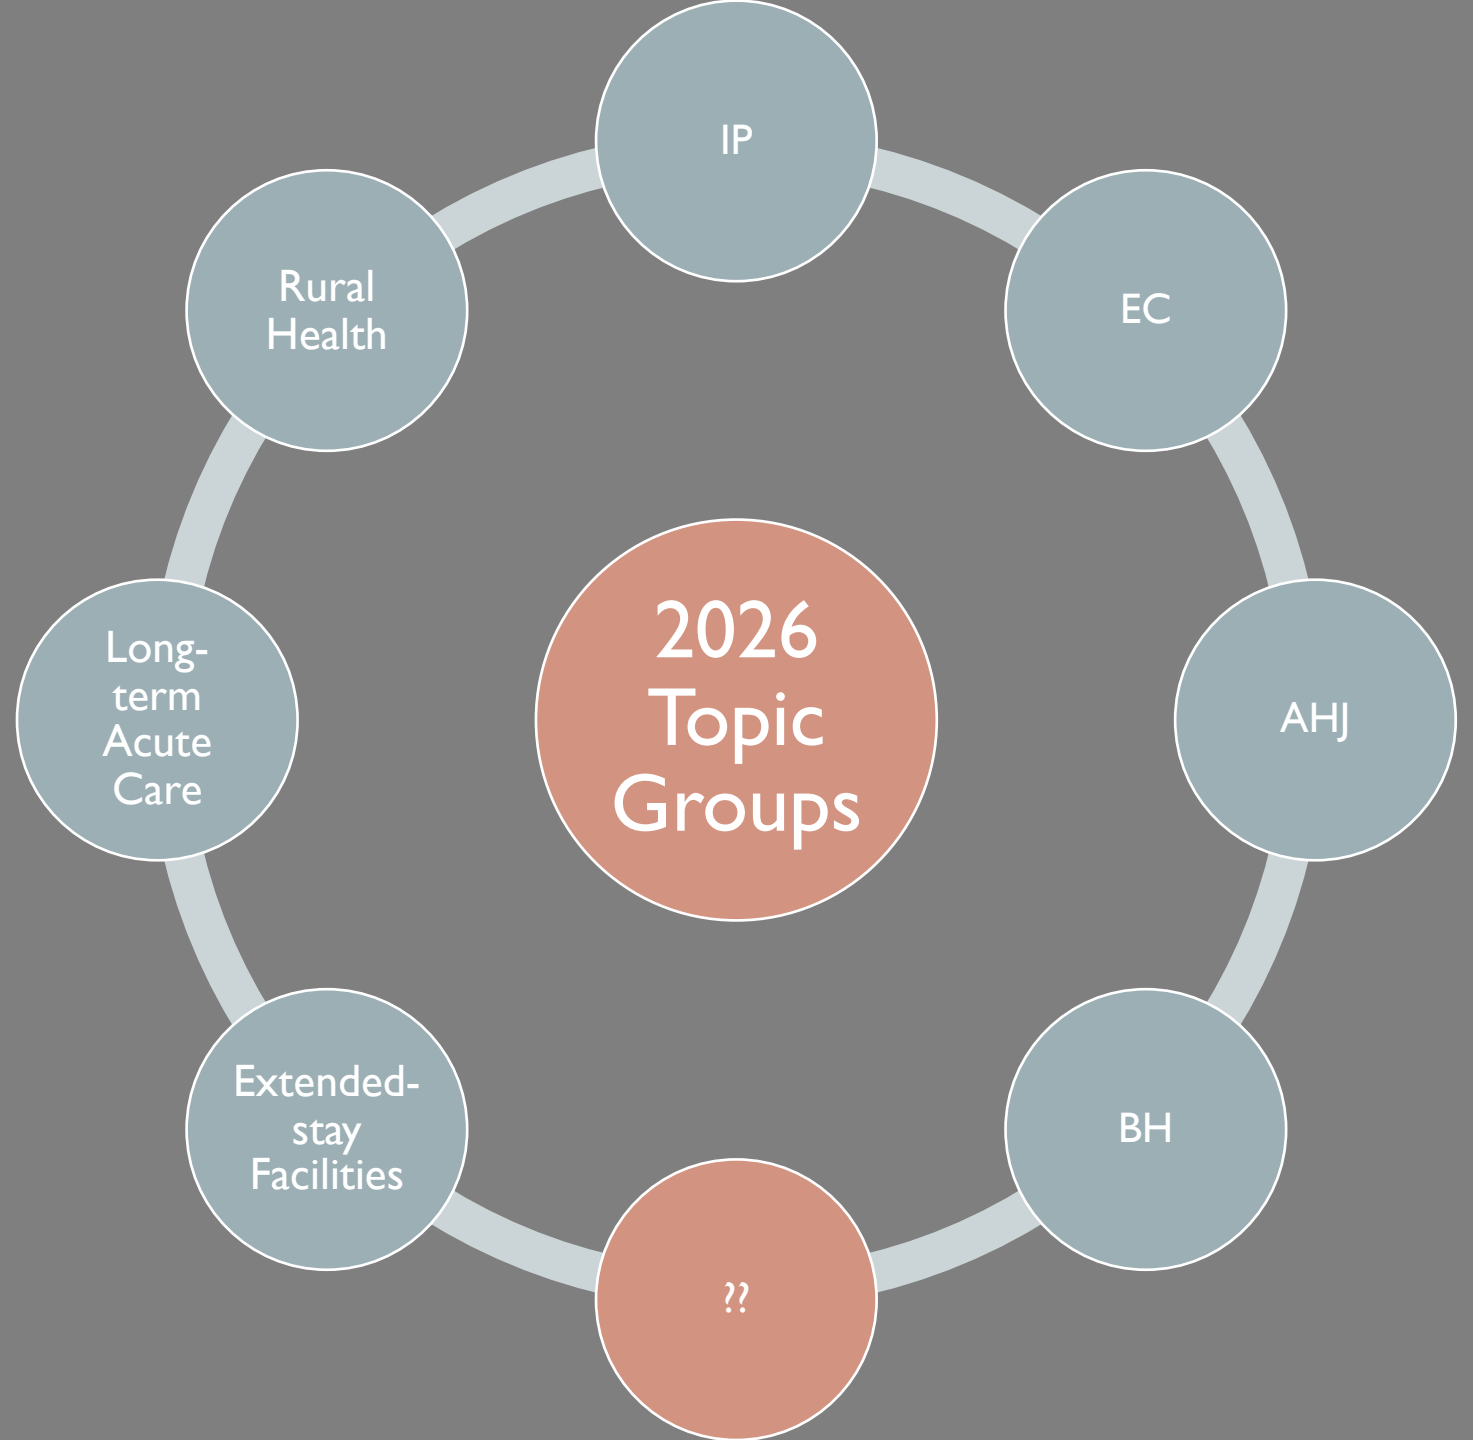 IP
EC
AHJ
BH
??
Extended-
stay
Facilities
Long-
term
Acute
Care
Rural
Health
2026
Topic
Groups